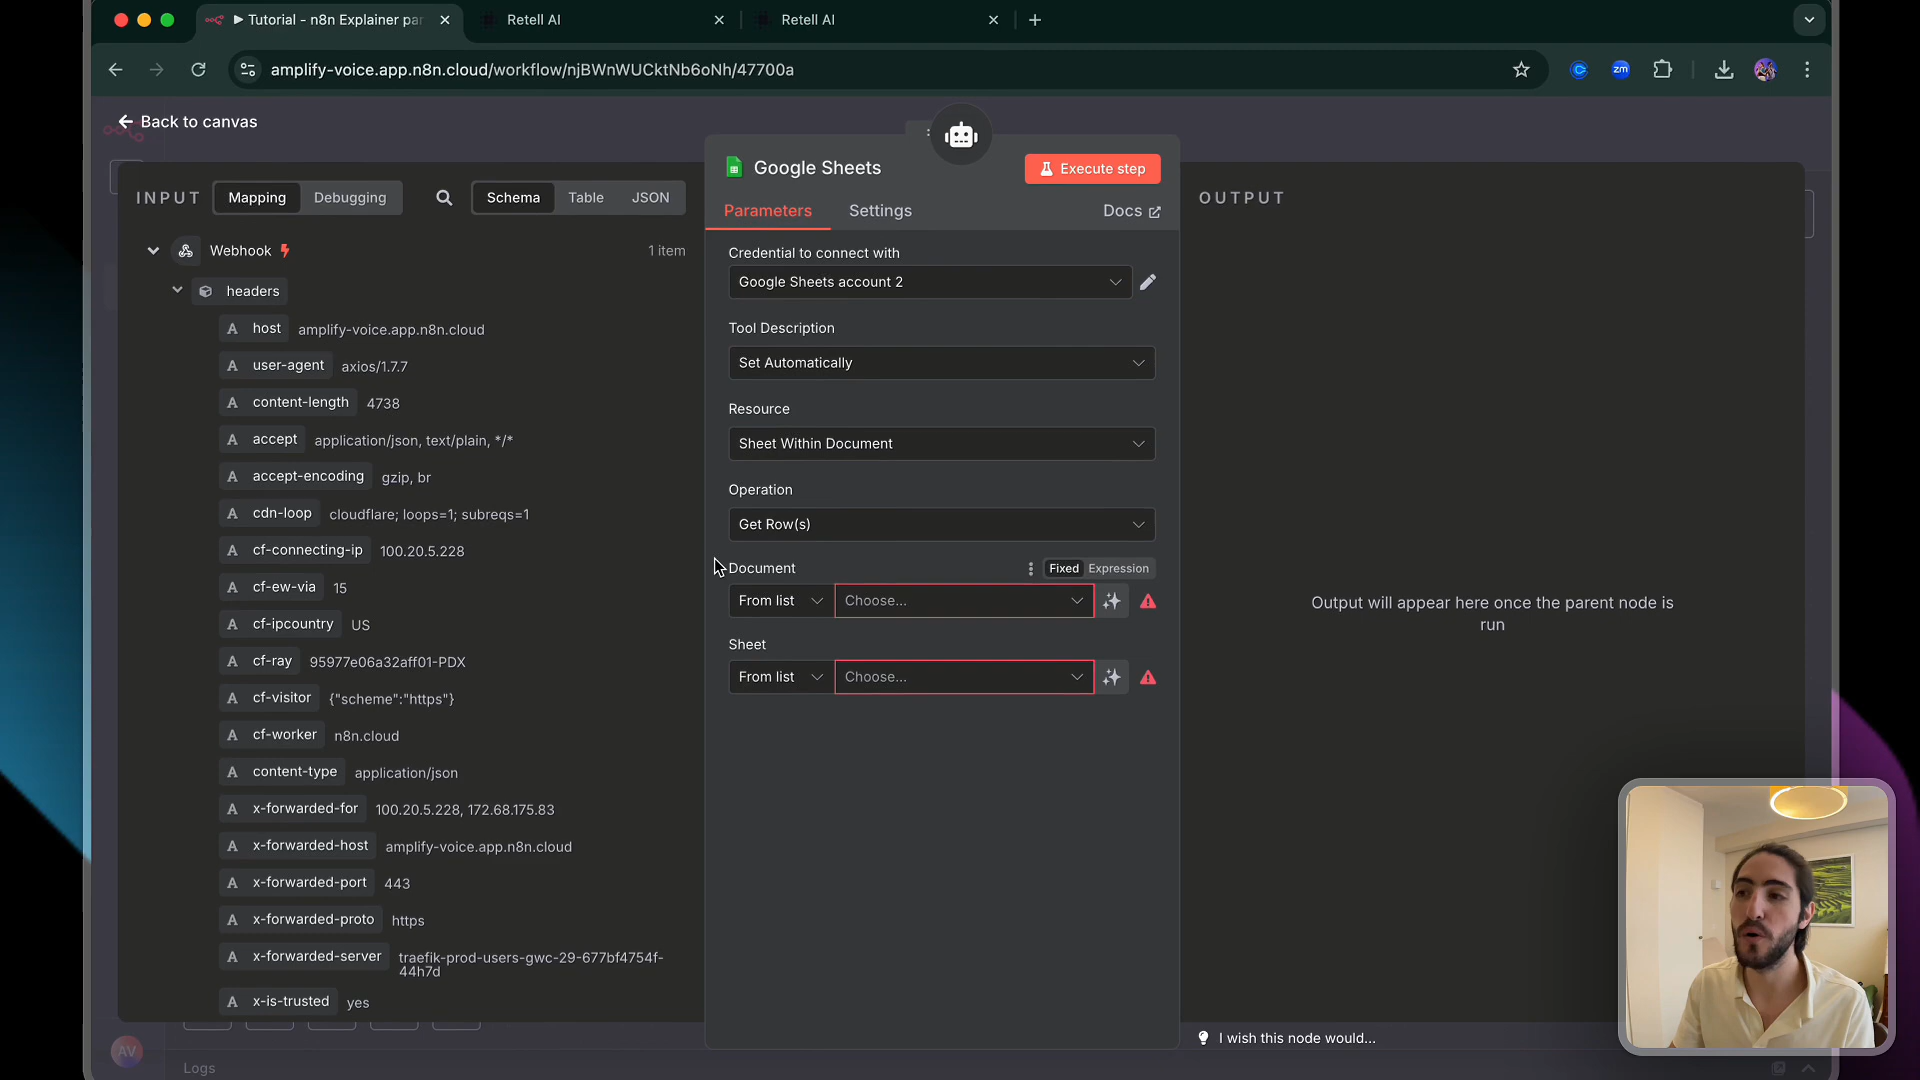 Tutorial - n8n Explainer par
Retell AI
Retell AI
amplify-voice.app.n8n.cloud/workflow/njBWnWUCktNb6oNh/47700a
zm
Back to canvas
INPUT
Mapping
Debugging
Schema
Table
JSON
Webhook
1 item
headers
A host amplify-voice.app.n8n.cloud
A user-agent axios/1.7.7
A content-length 4738
A accept application/json, text/plain, */*
A accept-encoding gzip, br
A cdn-loop cloudflare; loops=1; subreqs=1
A cf-connecting-ip 100.20.5.228
A cf-ew-via 15
A cf-ipcountry US
A cf-ray 95977e06a32aff01-PDX
A cf-visitor {"scheme":"https"}
A cf-worker n8n.cloud
A content-type application/json
A x-forwarded-for 100.20.5.228, 172.68.175.83
A x-forwarded-host amplify-voice.app.n8n.cloud
A x-forwarded-port 443
A x-forwarded-proto https
A x-forwarded-server traefik-prod-users-gwc-29-677bf4754f-
44h7d
A x-is-trusted yes
Google Sheets
Execute step
Parameters
Settings
Docs
Credential to connect with
Google Sheets account 2
Tool Description
Set Automatically
Resource
Sheet Within Document
Operation
Get Row(s)
Document
Fixed
Expression
From list
Choose...
Sheet
From list
Choose...
OUTPUT
Output will appear here once the parent node is
run
I wish this node would...
AV
Logs